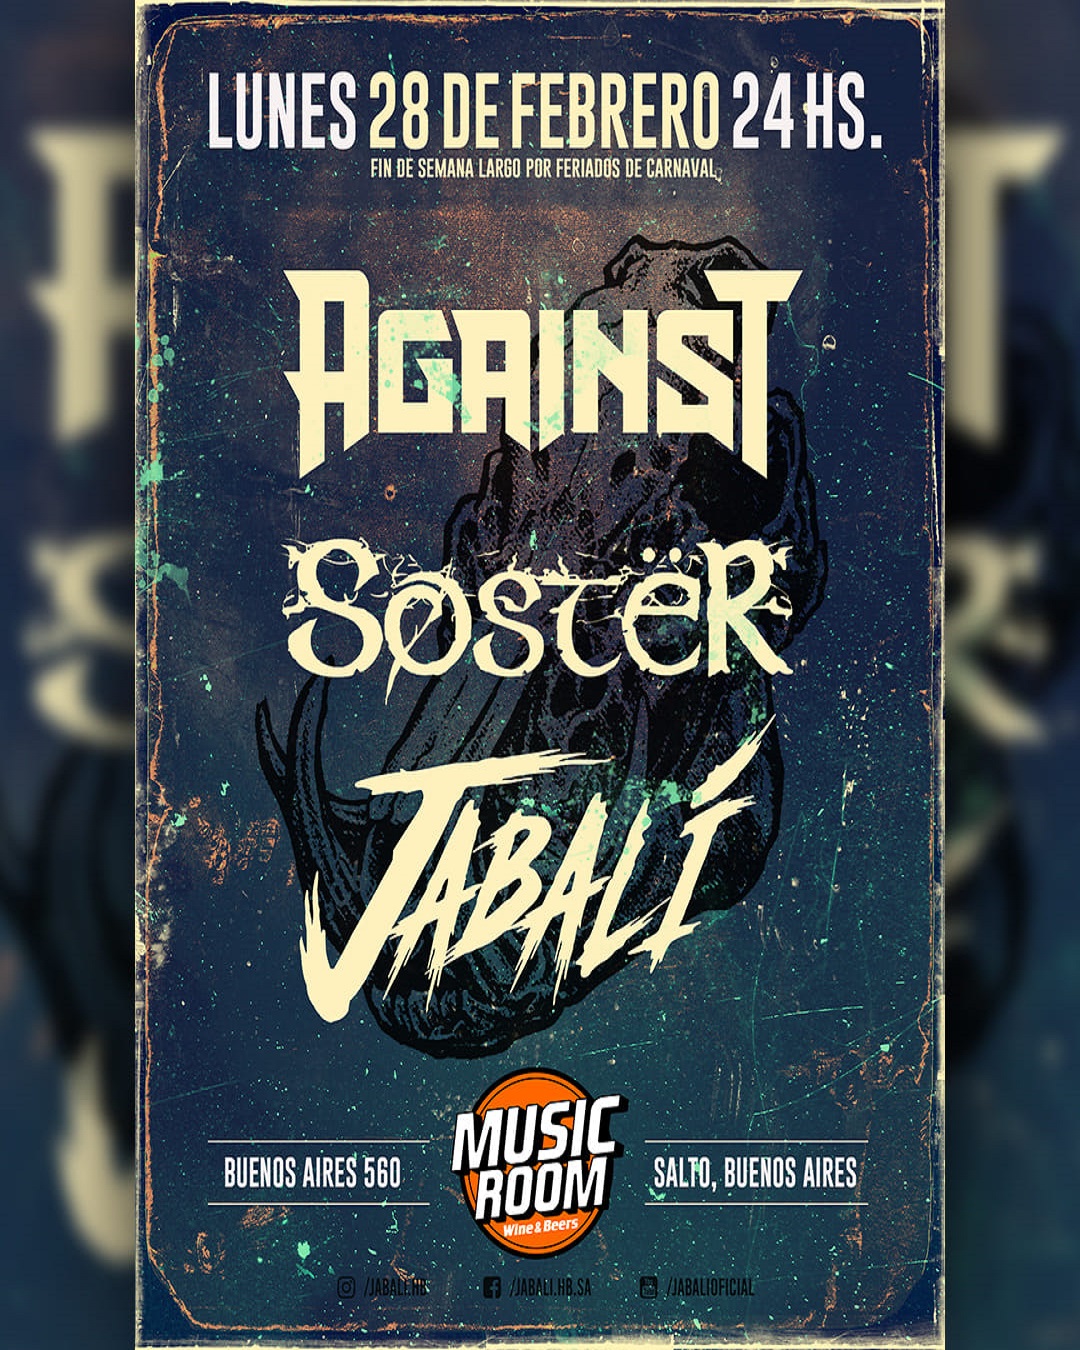 LUNES 28 DE FEBRERO 24 HS.
FIN DE SEMANA LARGO POR FERIADOS DE CARNAVAL
AGAINST
SØSTËR
JABALÍ
MUSIC
ROOM
Wine & Beers
BUENOS AIRES 560
SALTO, BUENOS AIRES
/JABALI.HB
/JABALI.HB.SA
/JABALIOFICIAL